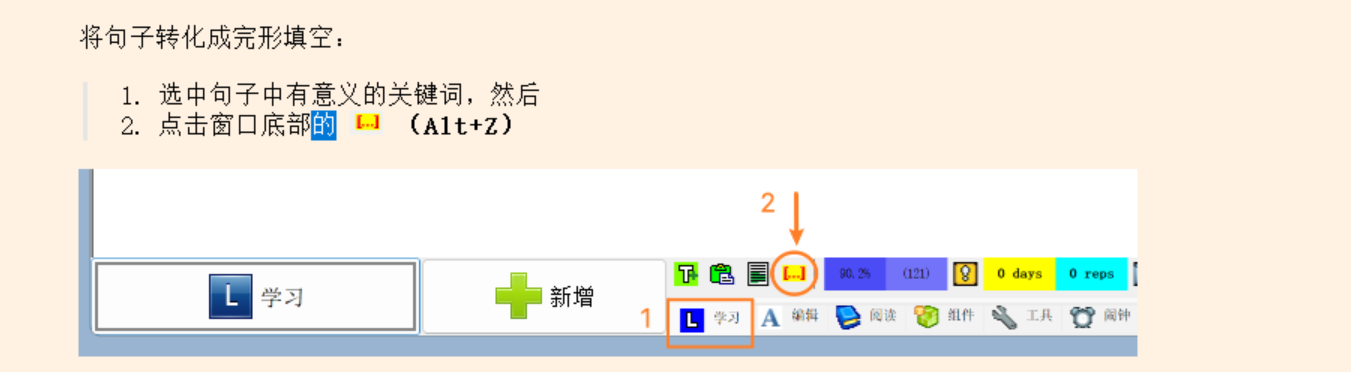 将句子转化成完形填空：
1. 选中句子中有意义的关键词，然后
2. 点击窗口底部的 [...] （Alt+Z）
2
T [...] 90.2% (121) 0 days 0 reps
L 学习 新增
1 L 学习 A 编辑 阅读 组件 工具 闹钟